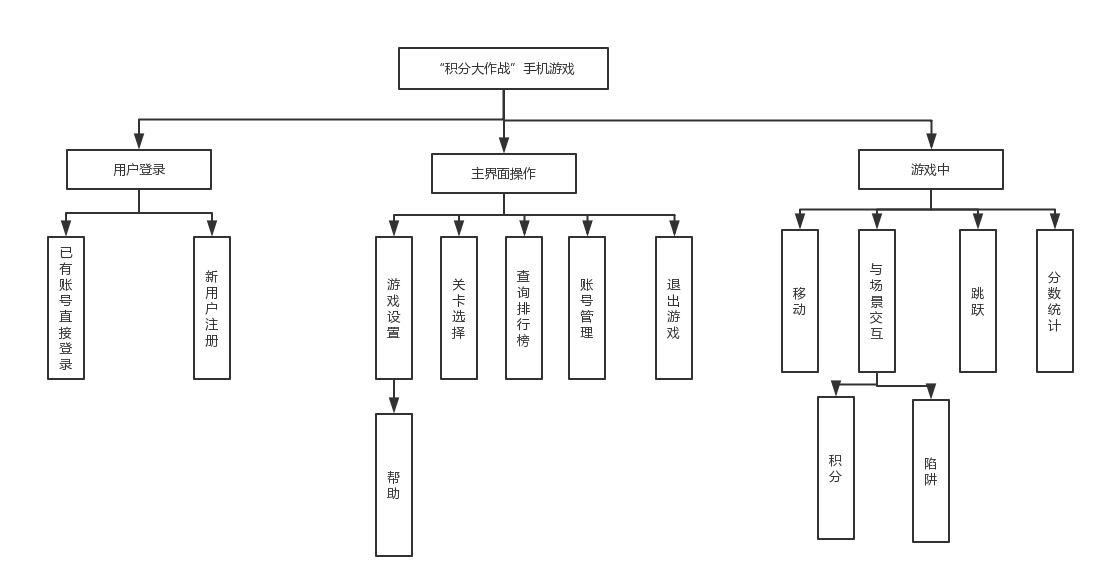 “积分大作战”手机游戏
用户登录
主界面操作
游戏中
已有账号直接登录
新用户注册
游戏设置
关卡选择
查询排行榜
账号管理
退出游戏
移动
与场景交互
跳跃
分数统计
帮助
积分
陷阱